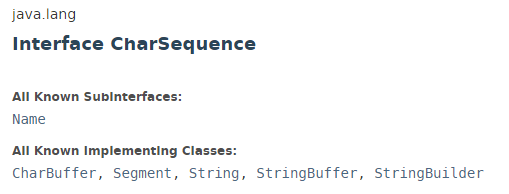 java.lang
Interface CharSequence
All Known Subinterfaces:
Name
All Known Implementing Classes:
CharBuffer, Segment, String, StringBuffer, StringBuilder